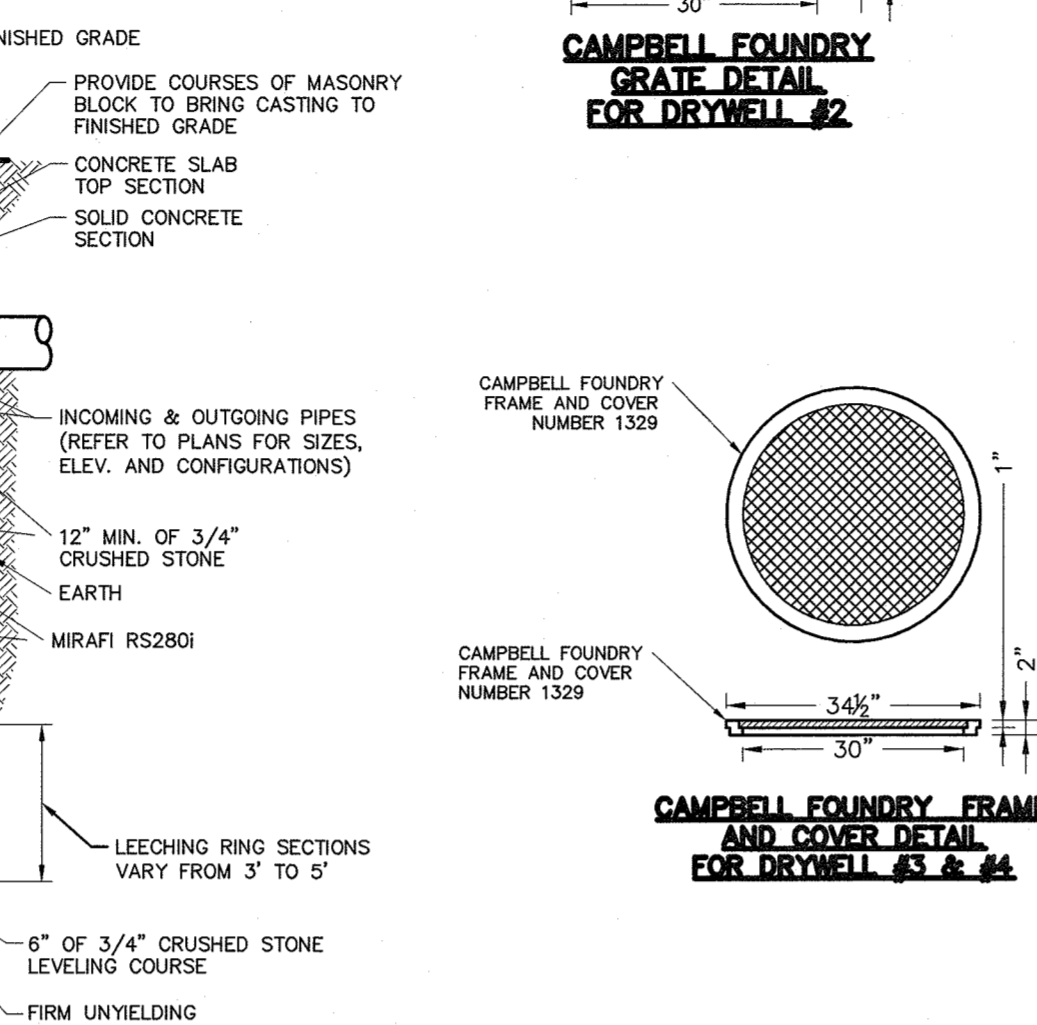 NISHED GRADE
PROVIDE COURSES OF MASONRY
BLOCK TO BRING CASTING TO
FINISHED GRADE
CONCRETE SLAB
TOP SECTION
SOLID CONCRETE
SECTION
INCOMING & OUTGOING PIPES
(REFER TO PLANS FOR SIZES,
ELEV. AND CONFIGURATIONS)
12" MIN. OF 3/4"
CRUSHED STONE
EARTH
MIRAFI RS280i
LEECHING RING SECTIONS
VARY FROM 3' TO 5'
6" OF 3/4" CRUSHED STONE
LEVELING COURSE
FIRM UNYIELDING
30"
CAMPBELL FOUNDRY
GRATE DETAIL
FOR DRYWELL #2
CAMPBELL FOUNDRY
FRAME AND COVER
NUMBER 1329
1"
2"
CAMPBELL FOUNDRY
FRAME AND COVER
NUMBER 1329
34½"
30"
CAMPBELL FOUNDRY FRAME
AND COVER DETAIL
FOR DRYWELL #3 & #4